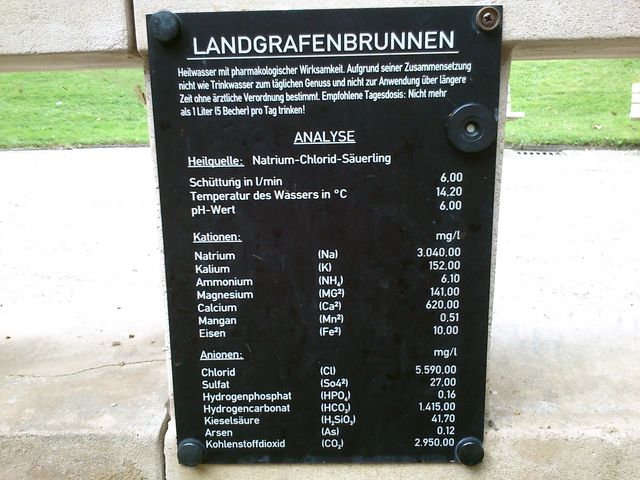 LANDGRAFENBRUNNEN
Heilwasser mit pharmakologischer Wirksamkeit. Aufgrund seiner Zusammensetzung
nicht wie Trinkwasser zum täglichen Genuss und nicht zur Anwendung über längere
Zeit ohne ärztliche Verordnung bestimmt. Empfohlene Tagesdosis: Nicht mehr
als 1 Liter (5 Becher) pro Tag trinken!
ANALYSE
Heilquelle: Natrium-Chlorid-Säuerling
Schüttung in l/min 6,00
Temperatur des Wässers in °C 14,20
pH-Wert 6,00
Kationen: mg/l
Natrium (Na) 3.040,00
Kalium (K) 152,00
Ammonium (NH₄) 6,10
Magnesium (MG²) 141,00
Calcium (Ca²) 620,00
Mangan (Mn²) 0,51
Eisen (Fe²) 10,00
Anionen: mg/l
Chlorid (Cl) 5.590,00
Sulfat (So4²) 27,00
Hydrogenphosphat (HPO₄) 0,16
Hydrogencarbonat (HCO₃) 1.415,00
Kieselsäure (H₂SiO₃) 41,70
Arsen (As) 0,12
Kohlenstoffdioxid (CO₂) 2.950,00